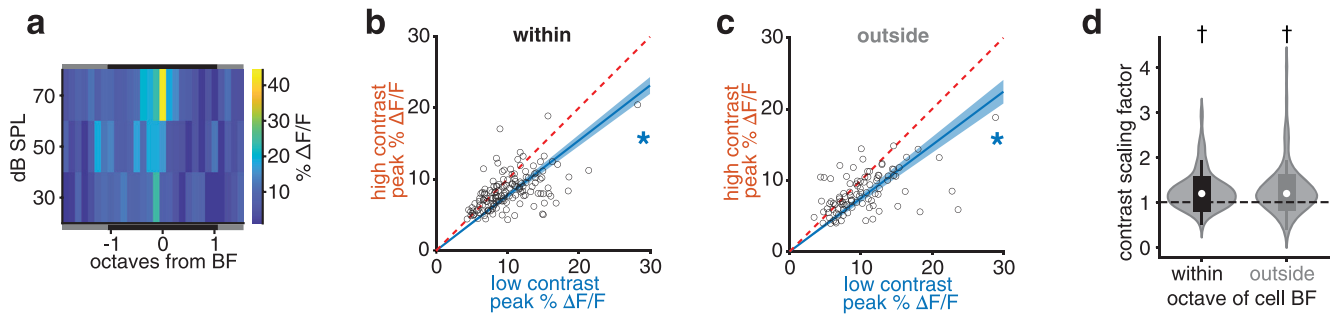 a
dB SPL
70
50
30
-1 0 1
octaves from BF
40
30
20
10
% ΔF/F
b
within
high contrast
peak % ΔF/F
30
20
10
0
0 10 20 30
*
low contrast
peak % ΔF/F
c
outside
high contrast
peak % ΔF/F
30
20
10
0
0 10 20 30
*
low contrast
peak % ΔF/F
d
† †
contrast scaling factor
4
3
2
1
0
within outside
octave of cell BF